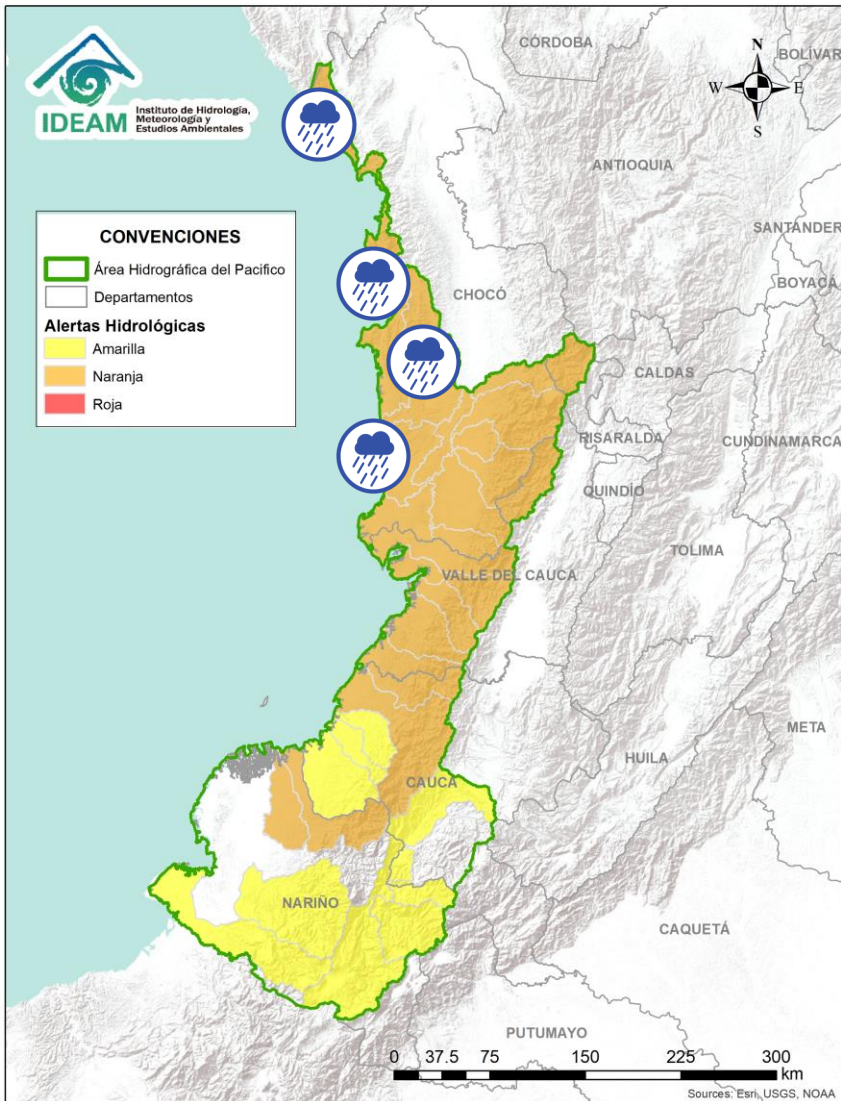 IDEAM
Instituto de Hidrología,
Meteorología y
Estudios Ambientales
N
W
E
S
CÓRDOBA
BOLÍVAR
ANTIOQUIA
SANTANDER
BOYACÁ
CHOCÓ
CALDAS
RISARALDA
CUNDINAMARCA
QUINDÍO
TOLIMA
VALLE DEL CAUCA
META
HUILA
CAUCA
NARIÑO
CAQUETÁ
PUTUMAYO
CONVENCIONES
Área Hidrográfica del Pacifico
Departamentos
Alertas Hidrológicas
Amarilla
Naranja
Roja
0 37.5 75 150 225 300
km
Sources: Esri, USGS, NOAA